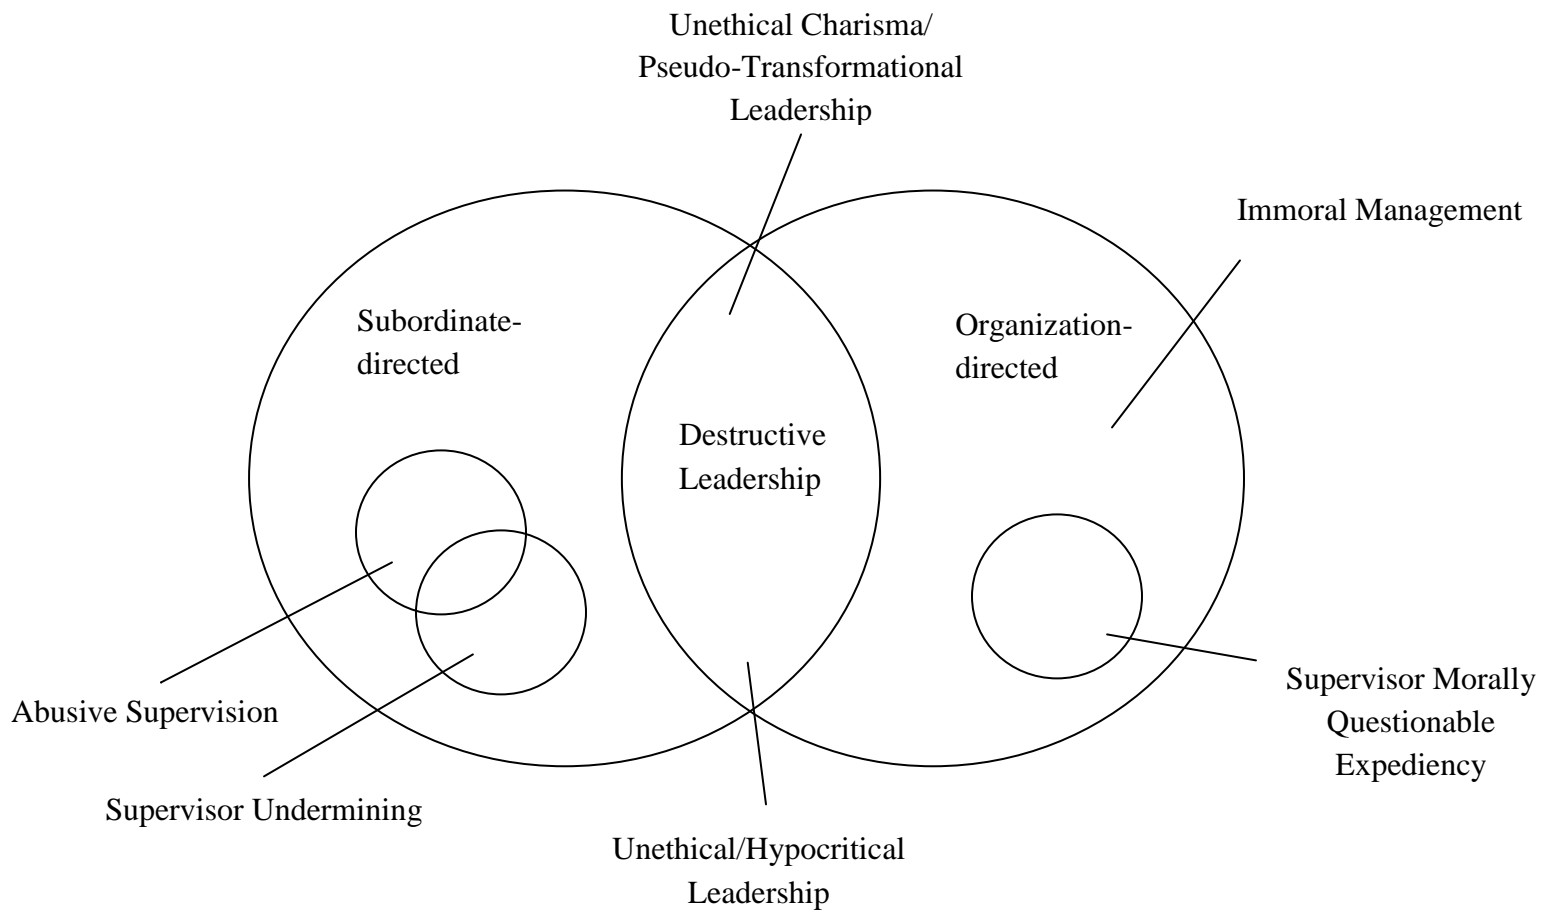 Unethical Charisma/
Pseudo-Transformational
Leadership
Immoral Management
Subordinate-
directed
Organization-
directed
Destructive
Leadership
Abusive Supervision
Supervisor Undermining
Supervisor Morally
Questionable
Expediency
Unethical/Hypocritical
Leadership